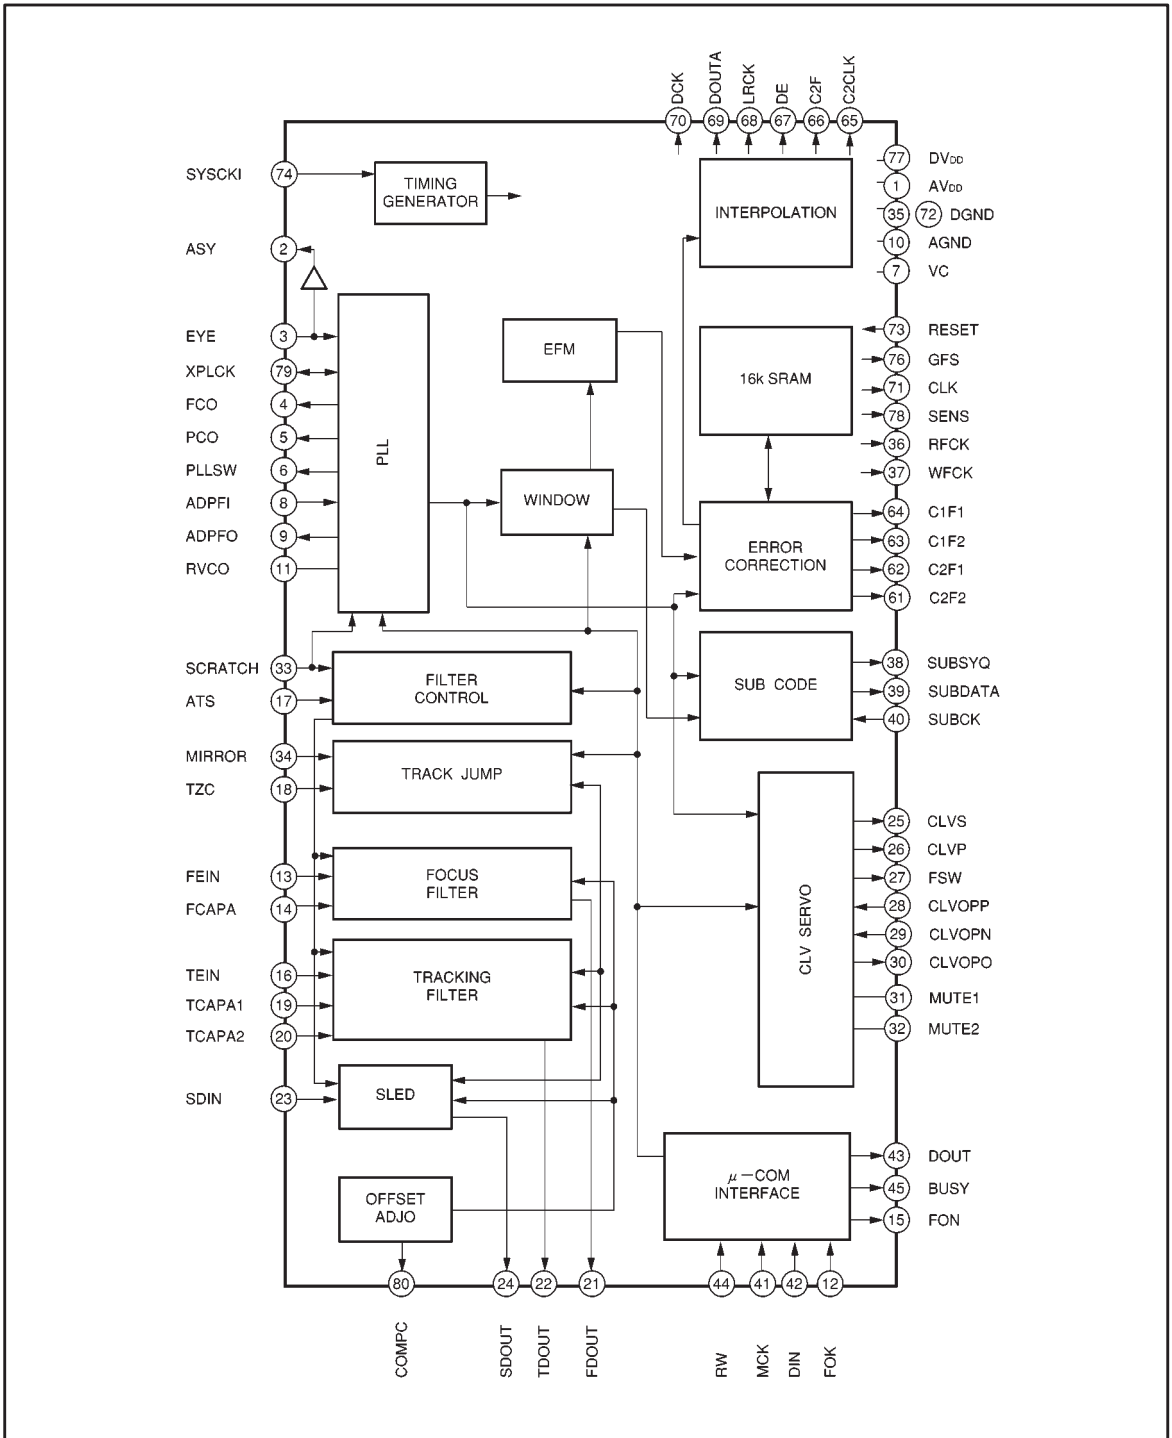 DCK
DOUTA
LRCK
DE
C2F
C2CLK
70 69 68 67 66 65
SYSCKI 74
TIMING
GENERATOR
INTERPOLATION
77 DVDD
1 AVDD
35 72 DGND
10 AGND
7 VC
ASY 2
EYE 3
XPLCK 79
FCO 4
PCO 5
PLLSW 6
ADPFI 8
ADPFO 9
RVCO 11
PLL
EFM
WINDOW
16k SRAM
ERROR
CORRECTION
73 RESET
76 GFS
71 CLK
78 SENS
36 RFCK
37 WFCK
64 C1F1
63 C1F2
62 C2F1
61 C2F2
SCRATCH 33
ATS 17
FILTER
CONTROL
SUB CODE
38 SUBSYQ
39 SUBDATA
40 SUBCK
MIRROR 34
TZC 18
TRACK JUMP
FEIN 13
FCAPA 14
FOCUS
FILTER
CLV SERVO
25 CLVS
26 CLVP
27 FSW
28 CLVOPP
29 CLVOPN
30 CLVOPO
31 MUTE1
32 MUTE2
TEIN 16
TCAPA1 19
TCAPA2 20
TRACKING
FILTER
SDIN 23
SLED
OFFSET
ADJO
μ-COM
INTERFACE
43 DOUT
45 BUSY
15 FON
80 24 22 21 44 41 42 12
COMPC
SDOUT
TDOUT
FDOUT
RW
MCK
DIN
FOK